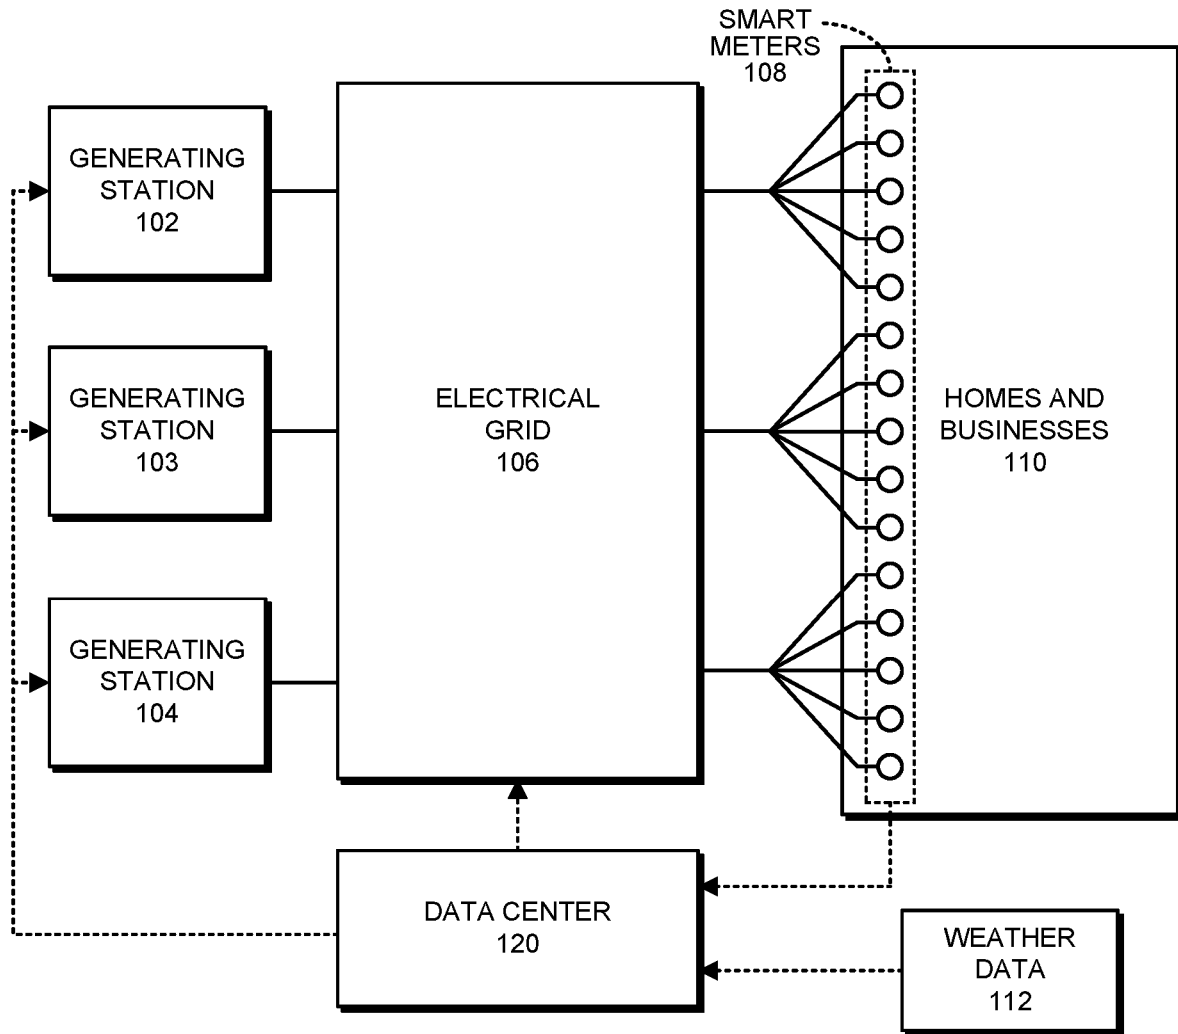 SMART
METERS
108
GENERATING
STATION
102
GENERATING
STATION
103
ELECTRICAL
GRID
106
HOMES AND
BUSINESSES
110
GENERATING
STATION
104
DATA CENTER
120
WEATHER
DATA
112